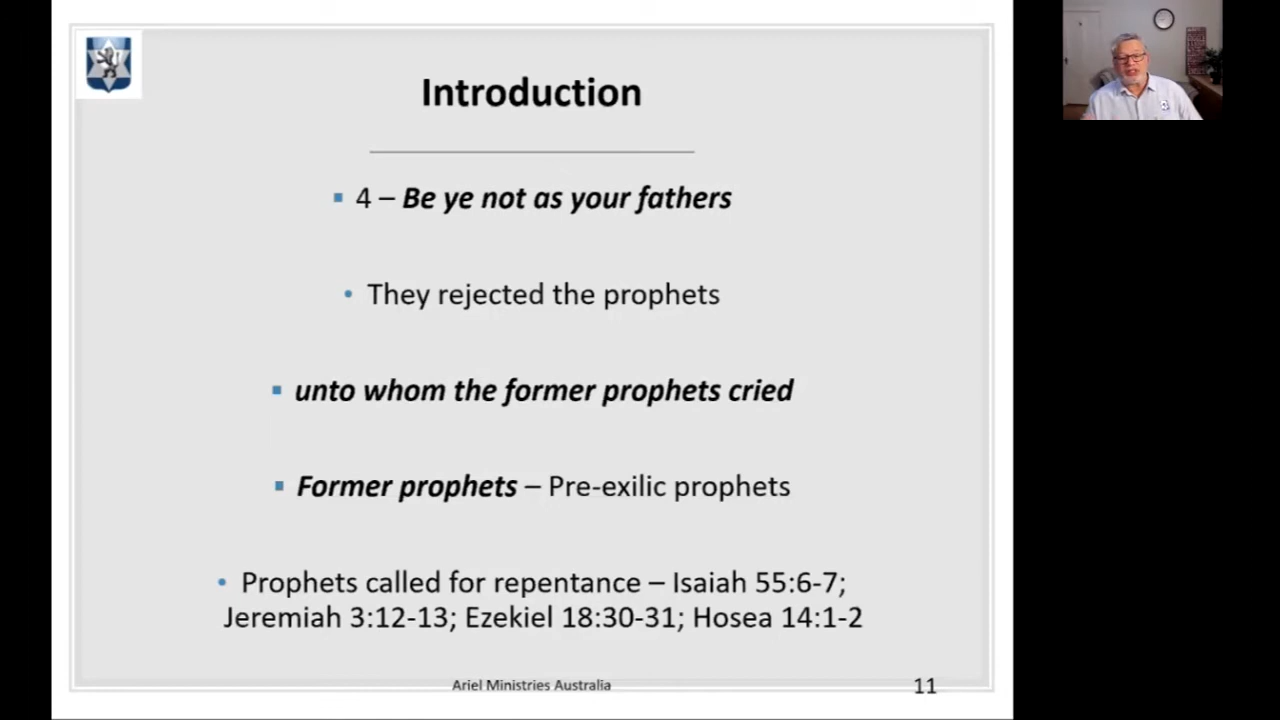 Introduction
▪ 4 – Be ye not as your fathers
• They rejected the prophets
▪ unto whom the former prophets cried
▪ Former prophets – Pre-exilic prophets
• Prophets called for repentance – Isaiah 55:6-7;
Jeremiah 3:12-13; Ezekiel 18:30-31; Hosea 14:1-2
Ariel Ministries Australia
11